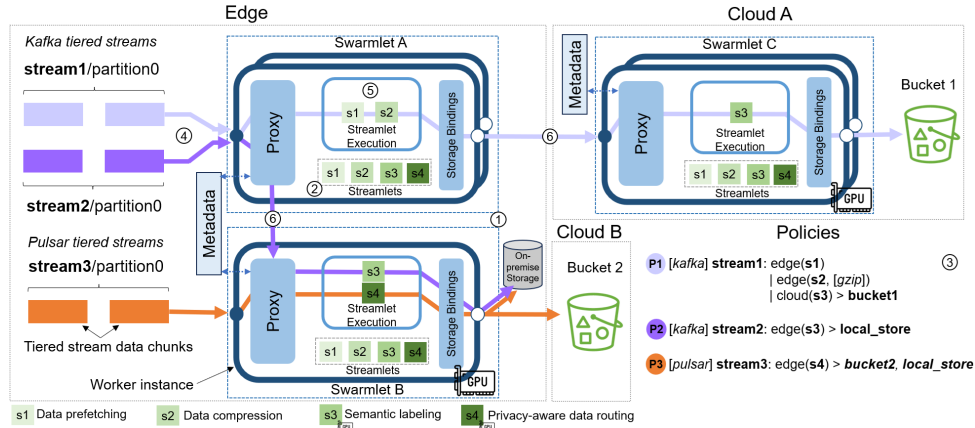 Edge
Cloud A
Kafka tiered streams
stream1/partition0
④
stream2/partition0
Pulsar tiered streams
stream3/partition0
Tiered stream data chunks
Worker instance
Metadata
Swarmlet A
Proxy
⑤
s1 s2
Streamlet
Execution
②
s1 s2 s3 s4
Streamlets
Storage Bindings
⑥
⑥
①
Proxy
s3
s4
Streamlet
Execution
s1 s2 s3 s4
Streamlets
Storage Bindings
GPU
Swarmlet B
On-
premise
Storage
Metadata
Swarmlet C
Proxy
s3
Streamlet
Execution
s1 s2 s3 s4
Streamlets
Storage Bindings
GPU
Bucket 1
Cloud B
Bucket 2
Policies
③
P1 [kafka] stream1: edge(s1)
| edge(s2, [gzip])
| cloud(s3) > bucket1
P2 [kafka] stream2: edge(s3) > local_store
P3 [pulsar] stream3: edge(s4) > bucket2, local_store
s1 Data prefetching
s2 Data compression
s3 Semantic labeling
GPU
s4 Privacy-aware data routing
GPU